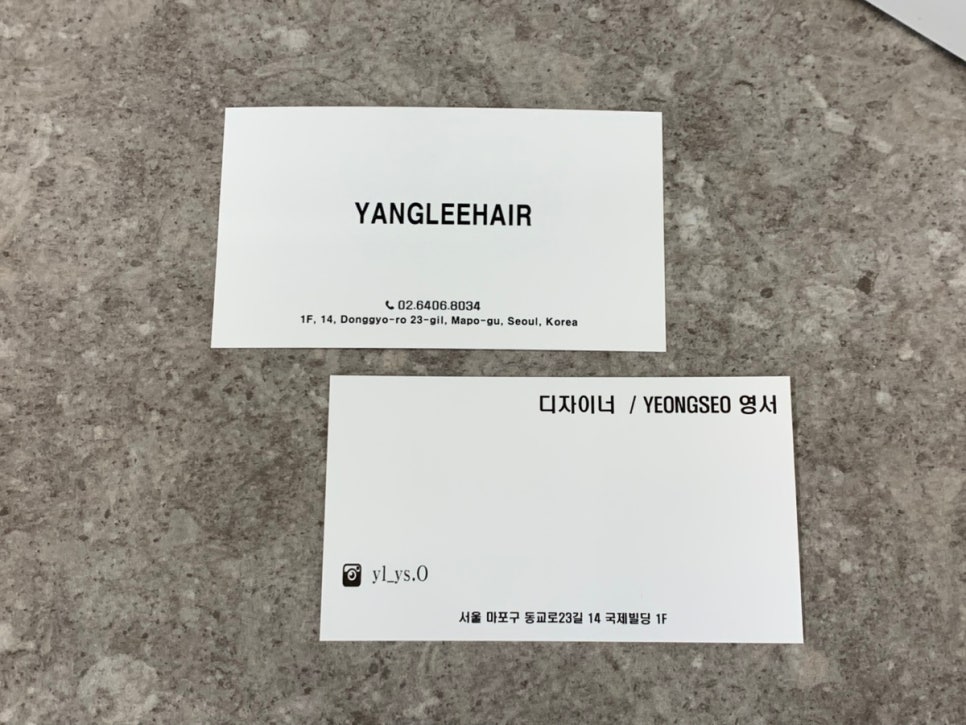 YANGLEEHAIR
02.6406.8034
1F, 14, Donggyo-ro 23-gil, Mapo-gu, Seoul, Korea
디자이너 / YEONGSEO 영서
yl_ys.0
서울 마포구 동교로23길 14 국제빌딩 1F